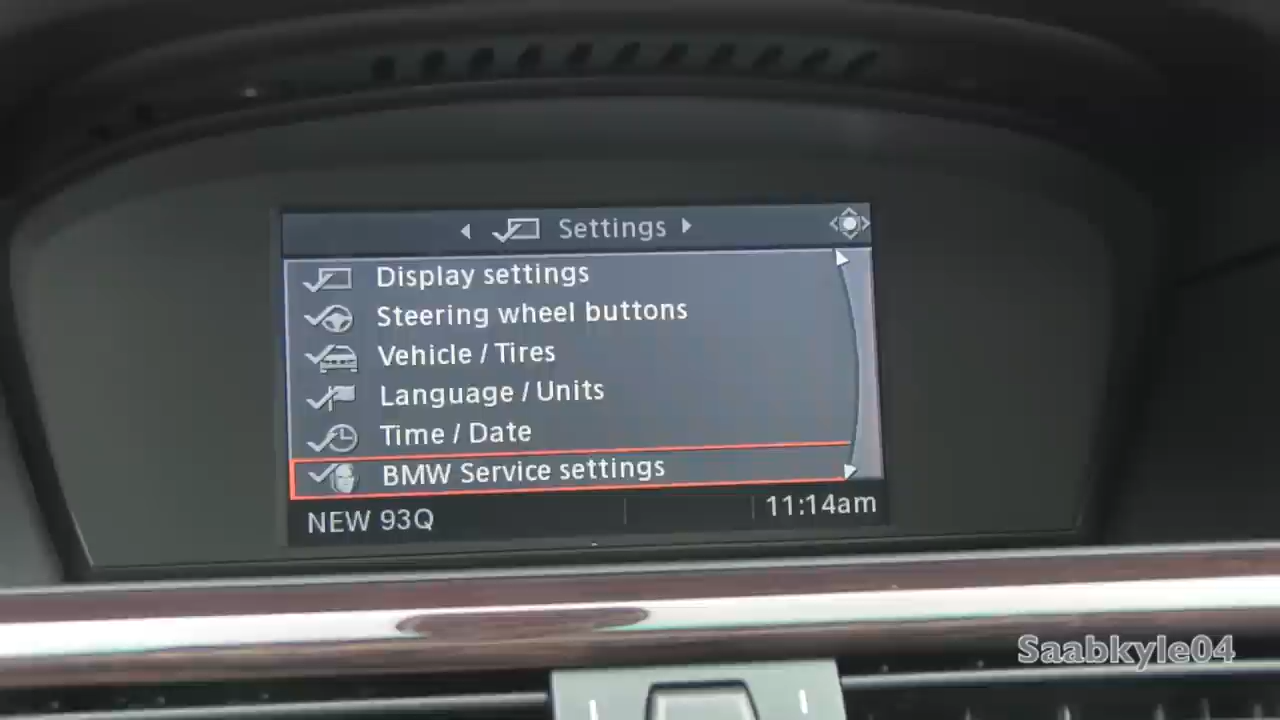 Settings
Display settings
Steering wheel buttons
Vehicle / Tires
Language / Units
Time / Date
BMW Service settings
NEW 93Q 11:14am
Saabkyle04